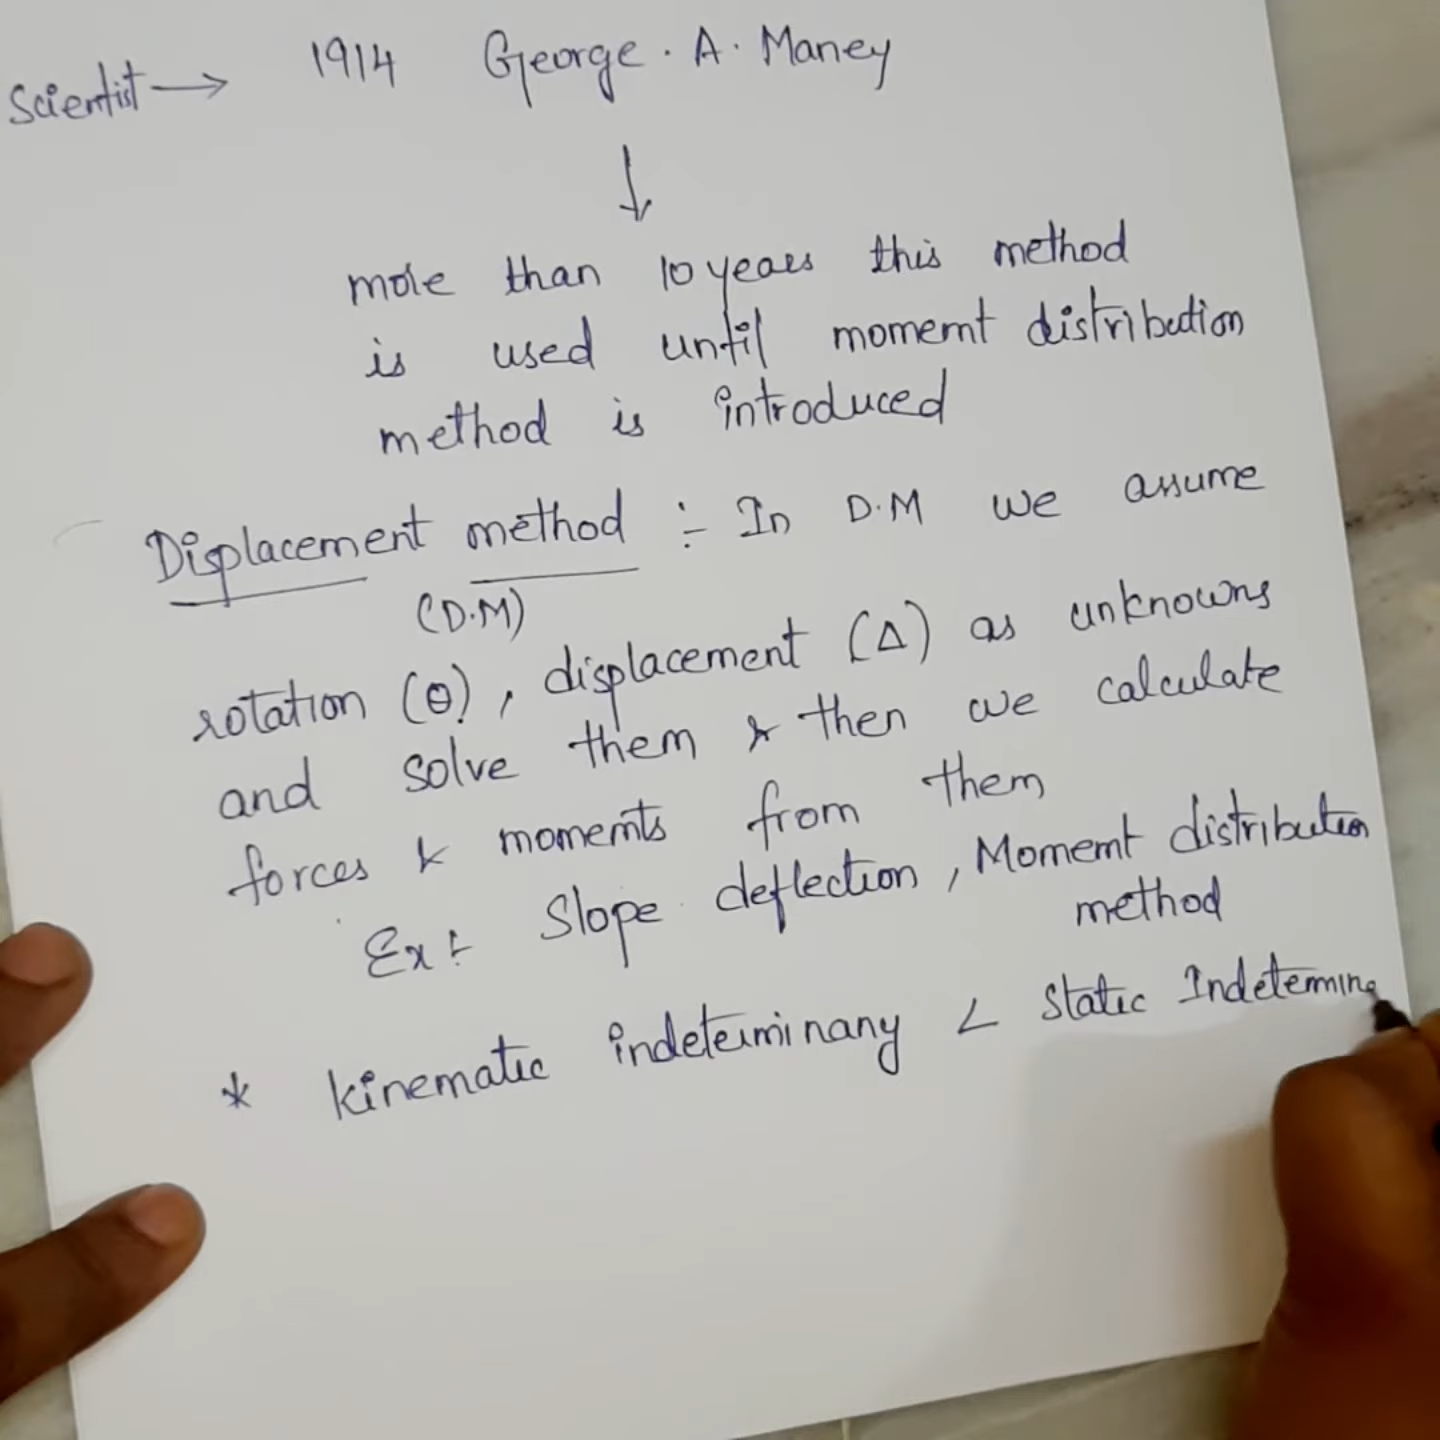 Scientist → 1914 George. A. Maney
↓
more than 10 years this method
is used until moment distribution
method is introduced
Displacement method :- In D.M we assume
(D.M)
rotation (θ), displacement (Δ) as unknowns
and solve them & then we calculate
forces & moments from them
Ex:- Slope deflection, Moment distribution
method
* kinematic indeterminany < Static Indetermina